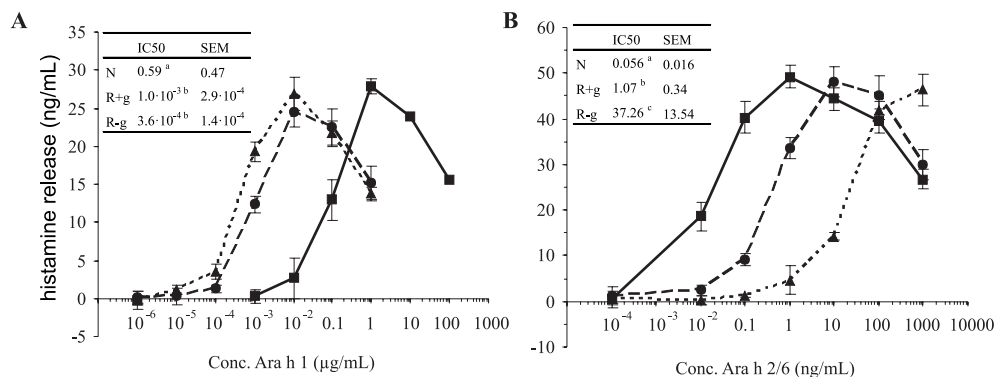 A
histamine release (ng/mL)
35
30
25
20
15
10
5
0
-5
IC50 SEM
N 0.59 a 0.47
R+g 1.0·10-3 b 2.9·10-4
R-g 3.6·10-4 b 1.4·10-4
10-6 10-5 10-4 10-3 10-2 0.1 1 10 100 1000
Conc. Ara h 1 (µg/mL)
B
60
50
40
30
20
10
0
-10
IC50 SEM
N 0.056 a 0.016
R+g 1.07 b 0.34
R-g 37.26 c 13.54
10-4 10-3 10-2 0.1 1 10 100 1000 10000
Conc. Ara h 2/6 (ng/mL)